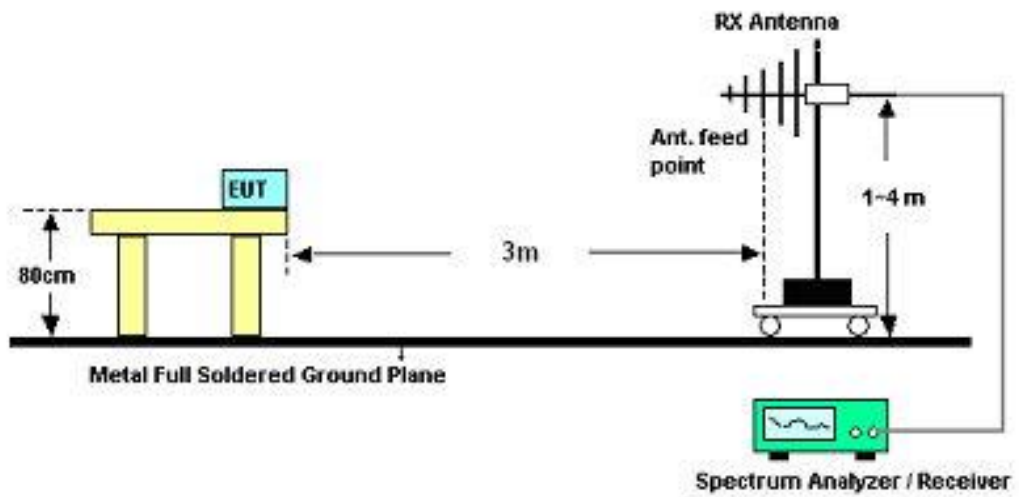 RX Antenna
Ant. feed
point
EUT
1~4 m
3m
80cm
Metal Full Soldered Ground Plane
Spectrum Analyzer / Receiver